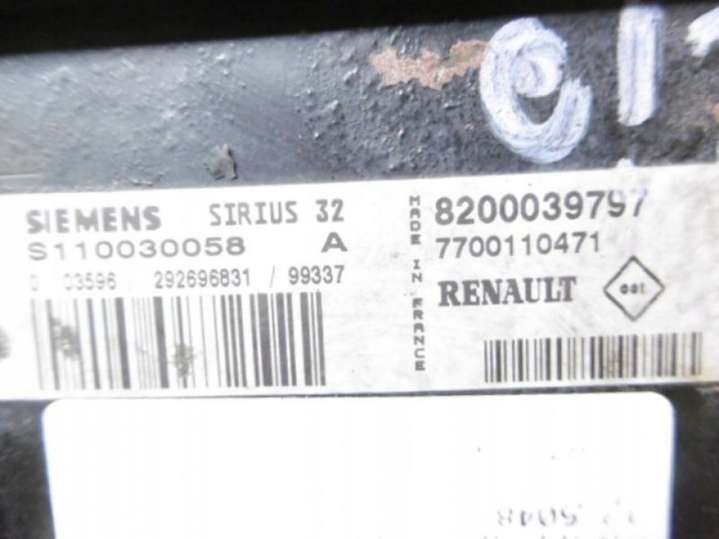 SIEMENS SIRIUS 32
S110030058 A
0 03596 292696831 / 99337
MADE IN FRANCE
8200039797
7700110471
RENAULT